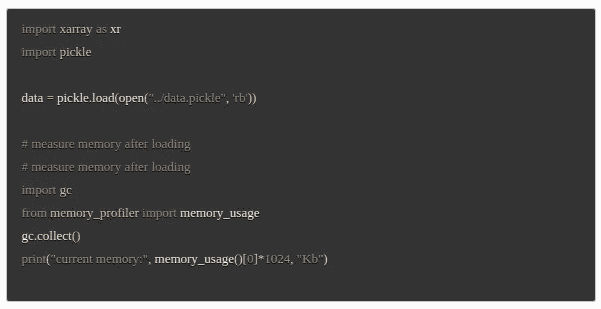 import xarray as xr
import pickle
data = pickle.load(open("../data.pickle", 'rb'))
# measure memory after loading
# measure memory after loading
import gc
from memory_profiler import memory_usage
gc.collect()
print("current memory:", memory_usage()[0]*1024, "Kb")